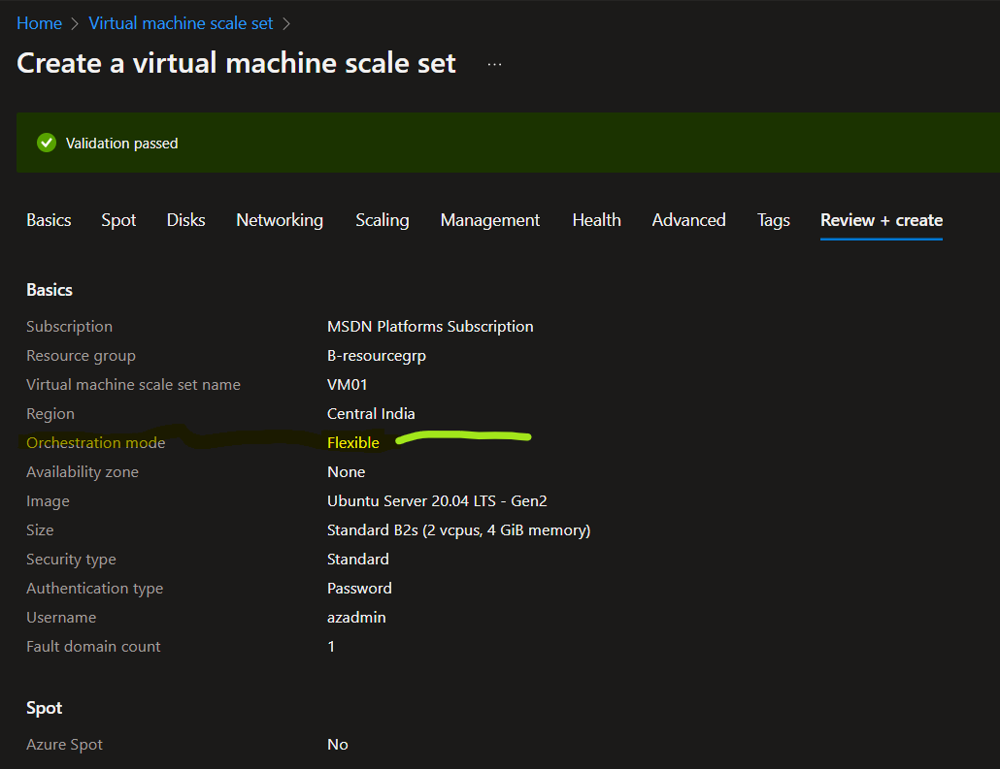 Home > Virtual machine scale set >
Create a virtual machine scale set ...
Validation passed
Basics Spot Disks Networking Scaling Management Health Advanced Tags Review + create
Basics
Subscription MSDN Platforms Subscription
Resource group B-resourcegrp
Virtual machine scale set name VM01
Region Central India
Orchestration mode Flexible
Availability zone None
Image Ubuntu Server 20.04 LTS - Gen2
Size Standard B2s (2 vcpus, 4 GiB memory)
Security type Standard
Authentication type Password
Username azadmin
Fault domain count 1
Spot
Azure Spot No